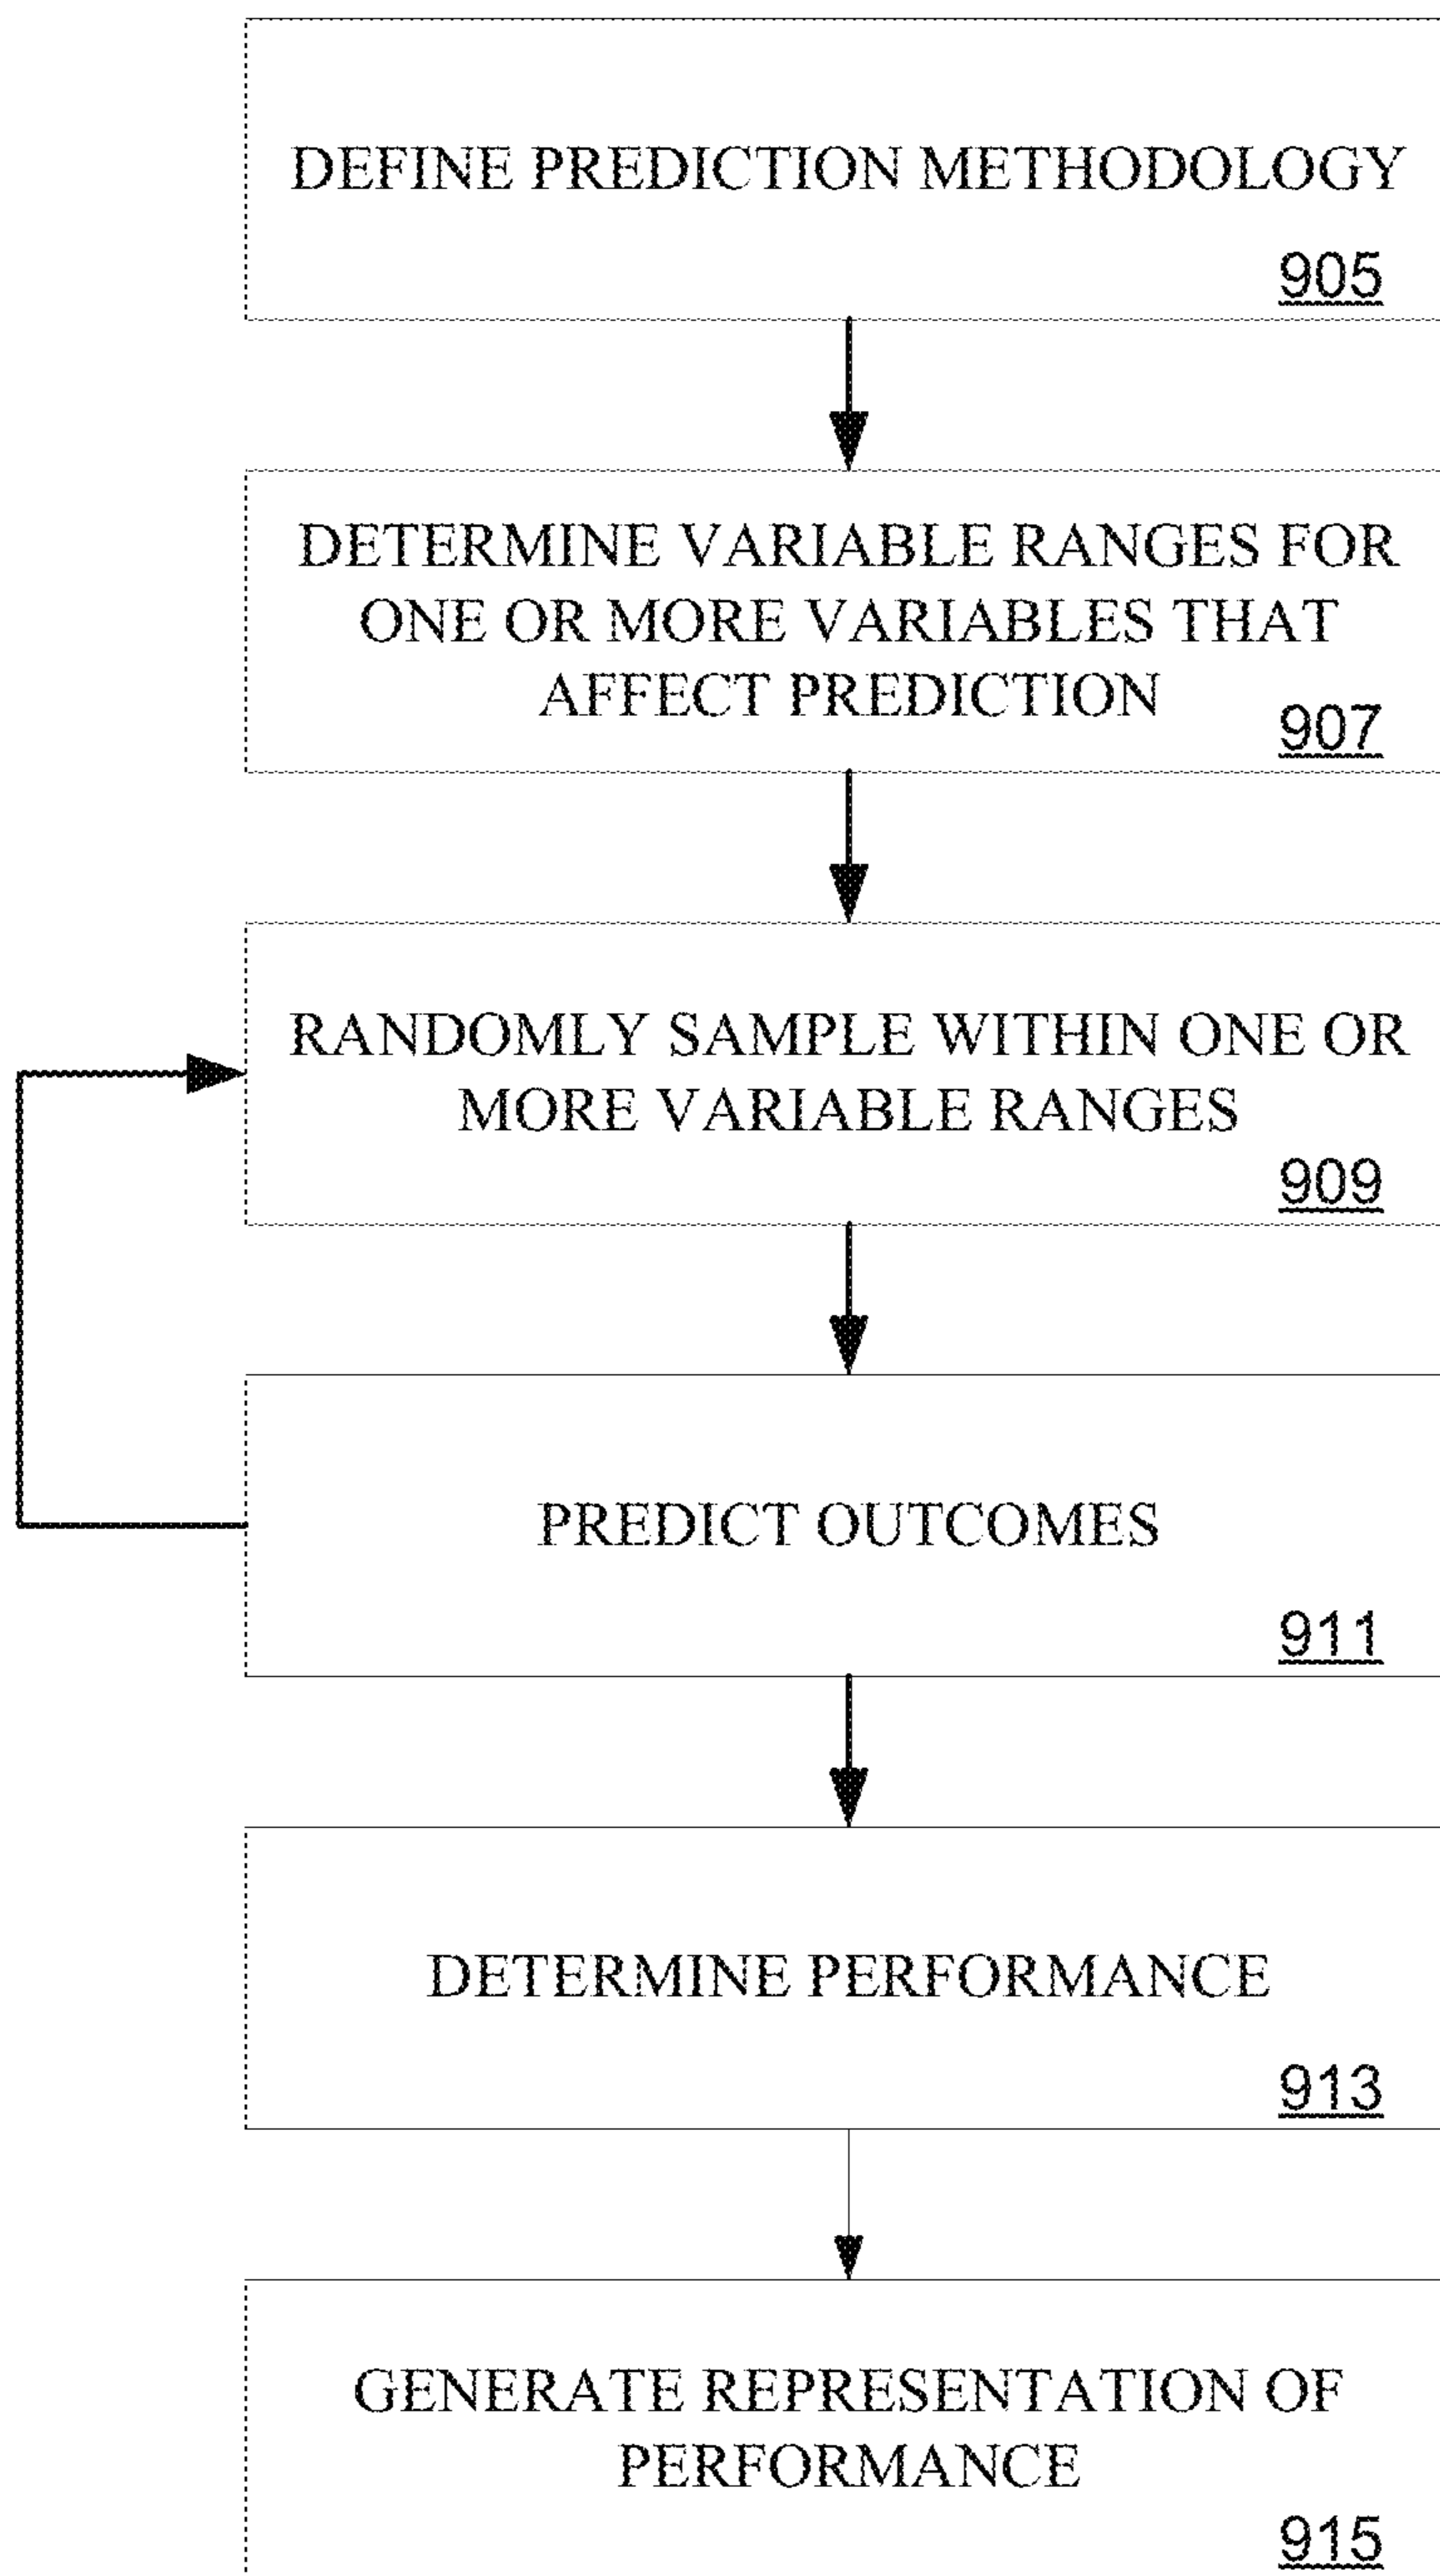 DEFINE PREDICTION METHODOLOGY
905
DETERMINE VARIABLE RANGES FOR
ONE OR MORE VARIABLES THAT
AFFECT PREDICTION
907
RANDOMLY SAMPLE WITHIN ONE OR
MORE VARIABLE RANGES
909
PREDICT OUTCOMES
911
DETERMINE PERFORMANCE
913
GENERATE REPRESENTATION OF
PERFORMANCE
915